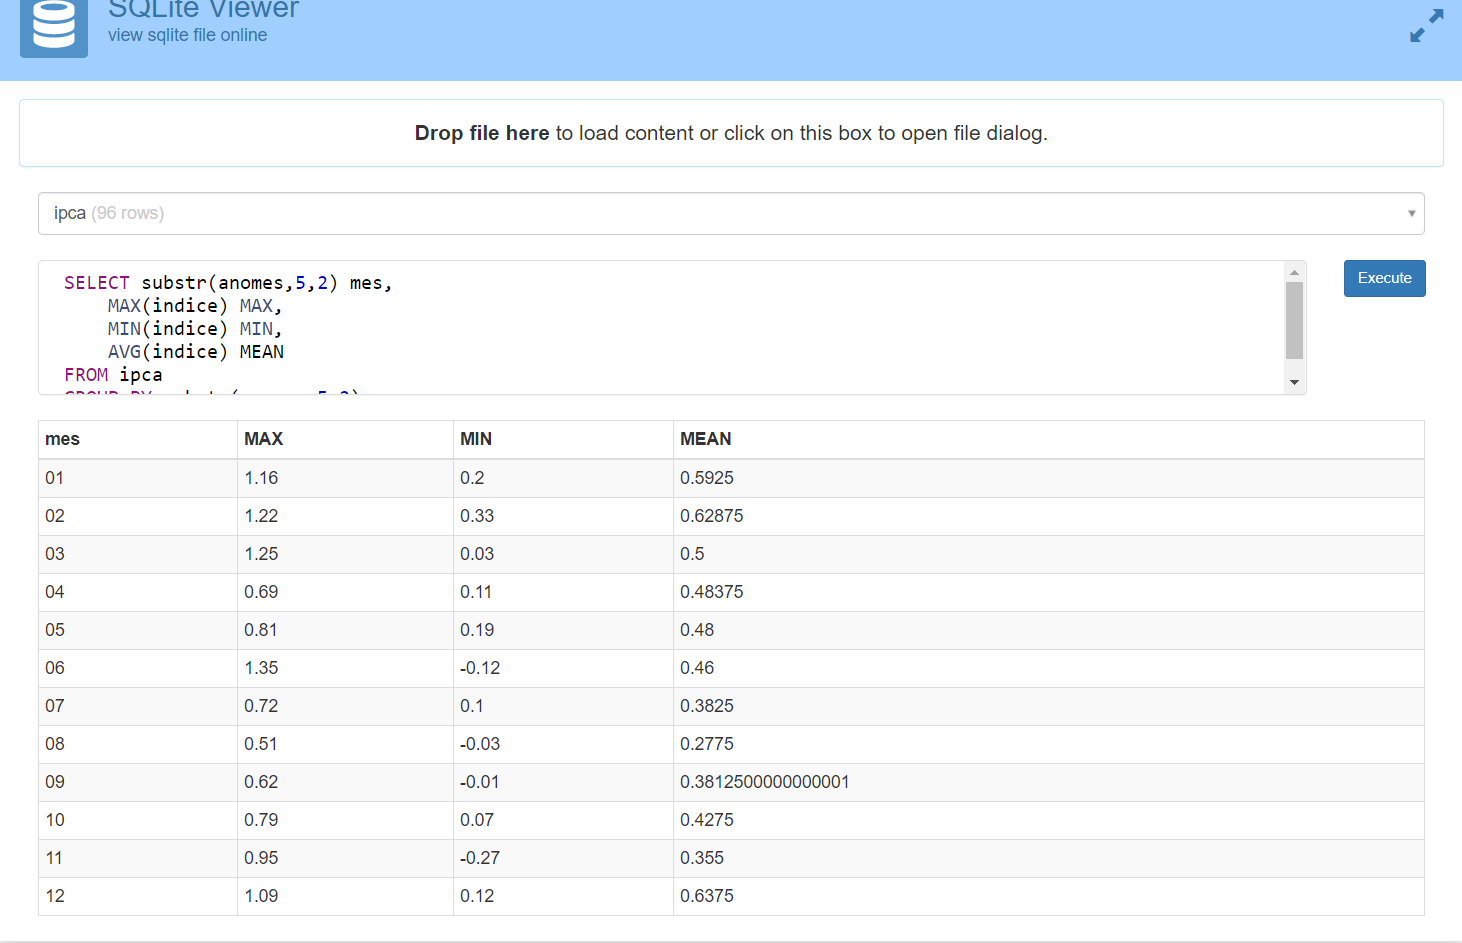 SQLite Viewer
view sqlite file online
Drop file here to load content or click on this box to open file dialog.
ipca (96 rows)
SELECT substr(anomes,5,2) mes,
MAX(indice) MAX,
MIN(indice) MIN,
AVG(indice) MEAN
FROM ipca
Execute
mes MAX MIN MEAN
01 1.16 0.2 0.5925
02 1.22 0.33 0.62875
03 1.25 0.03 0.5
04 0.69 0.11 0.48375
05 0.81 0.19 0.48
06 1.35 -0.12 0.46
07 0.72 0.1 0.3825
08 0.51 -0.03 0.2775
09 0.62 -0.01 0.3812500000000001
10 0.79 0.07 0.4275
11 0.95 -0.27 0.355
12 1.09 0.12 0.6375